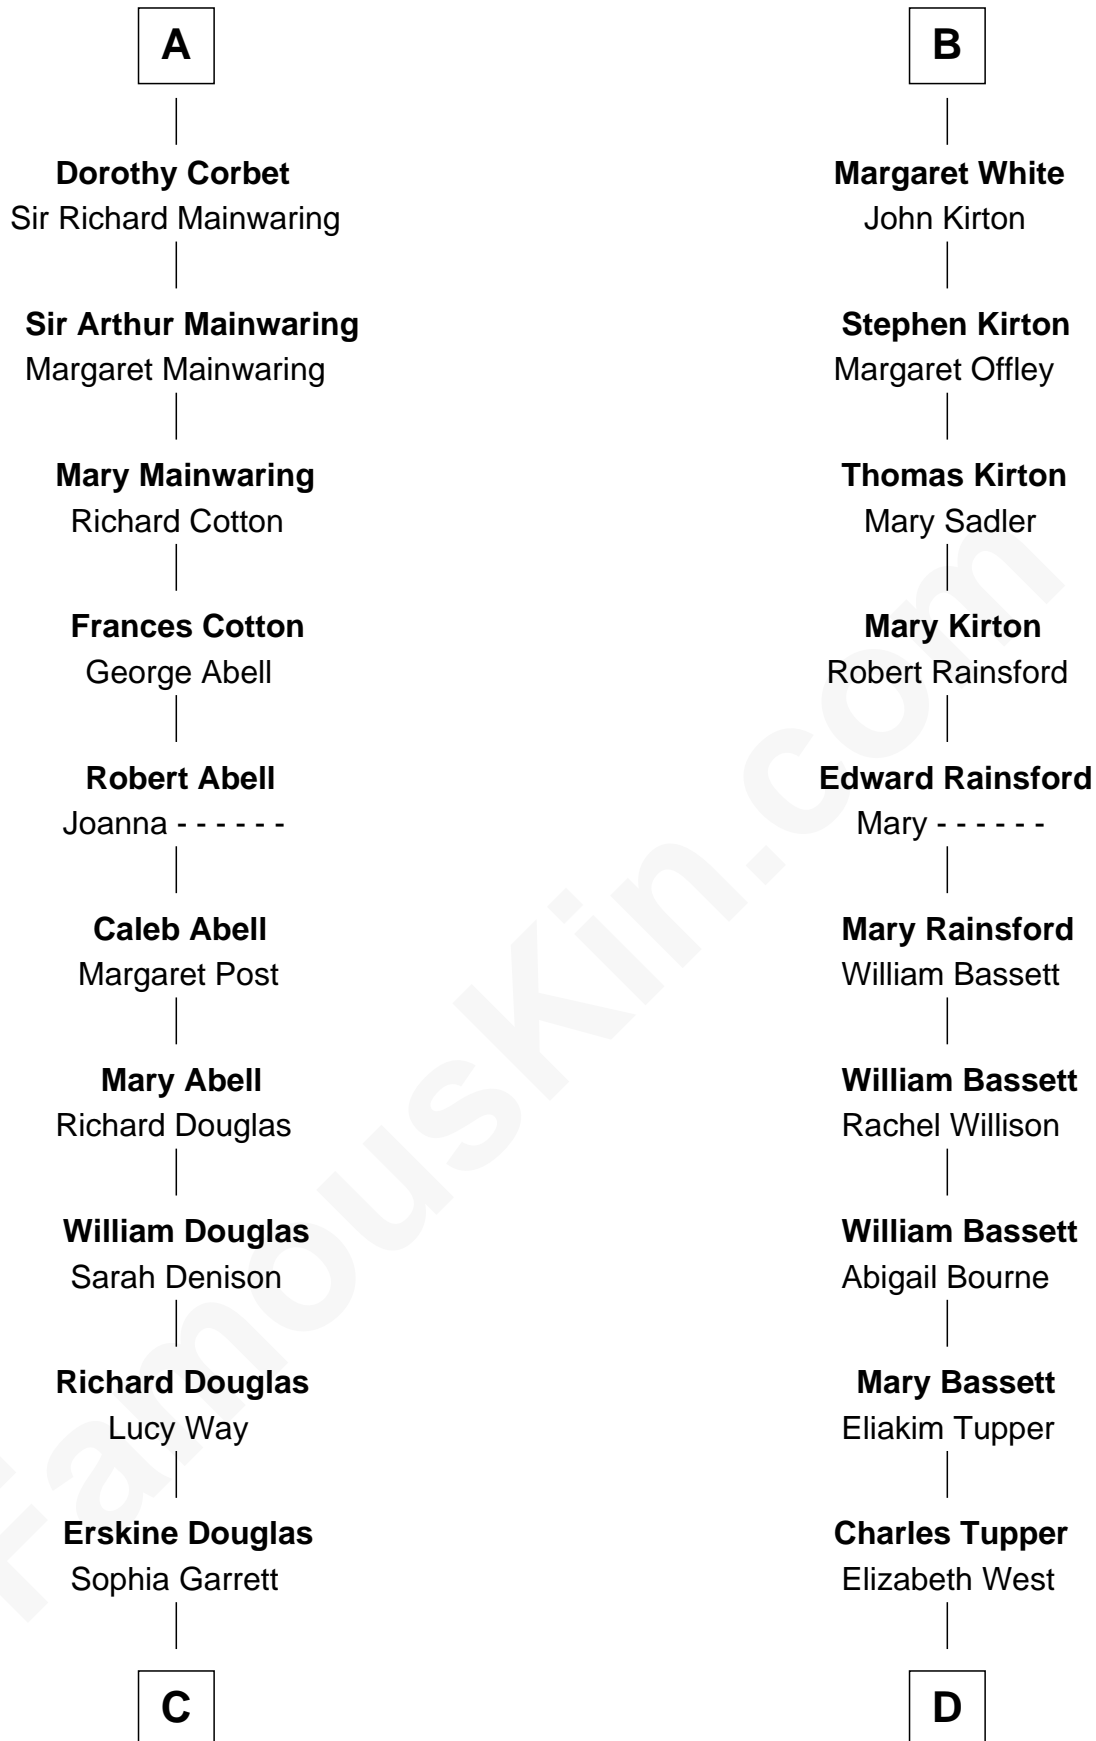 A
Dorothy Corbet
Sir Richard Mainwaring
Sir Arthur Mainwaring
Margaret Mainwaring
Mary Mainwaring
Richard Cotton
Frances Cotton
George Abell
Robert Abell
Joanna - - - - - -
Caleb Abell
Margaret Post
Mary Abell
Richard Douglas
William Douglas
Sarah Denison
Richard Douglas
Lucy Way
Erskine Douglas
Sophia Garrett
C
B
Margaret White
John Kirton
Stephen Kirton
Margaret Offley
Thomas Kirton
Mary Sadler
Mary Kirton
Robert Rainsford
Edward Rainsford
Mary - - - - - -
Mary Rainsford
William Bassett
William Bassett
Rachel Willison
William Bassett
Abigail Bourne
Mary Bassett
Eliakim Tupper
Charles Tupper
Elizabeth West
D
FamousKin.com